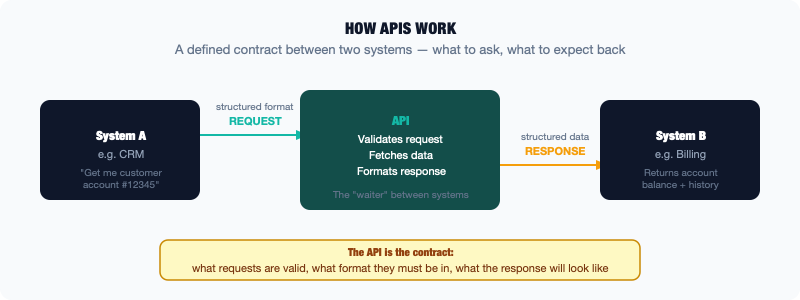 HOW APIS WORK
A defined contract between two systems — what to ask, what to expect back
System A
e.g. CRM
"Get me customer
account #12345"
structured format
REQUEST
API
Validates request
Fetches data
Formats response
The "waiter" between systems
structured data
RESPONSE
System B
e.g. Billing
Returns account
balance + history
The API is the contract:
what requests are valid, what format they must be in, what the response will look like